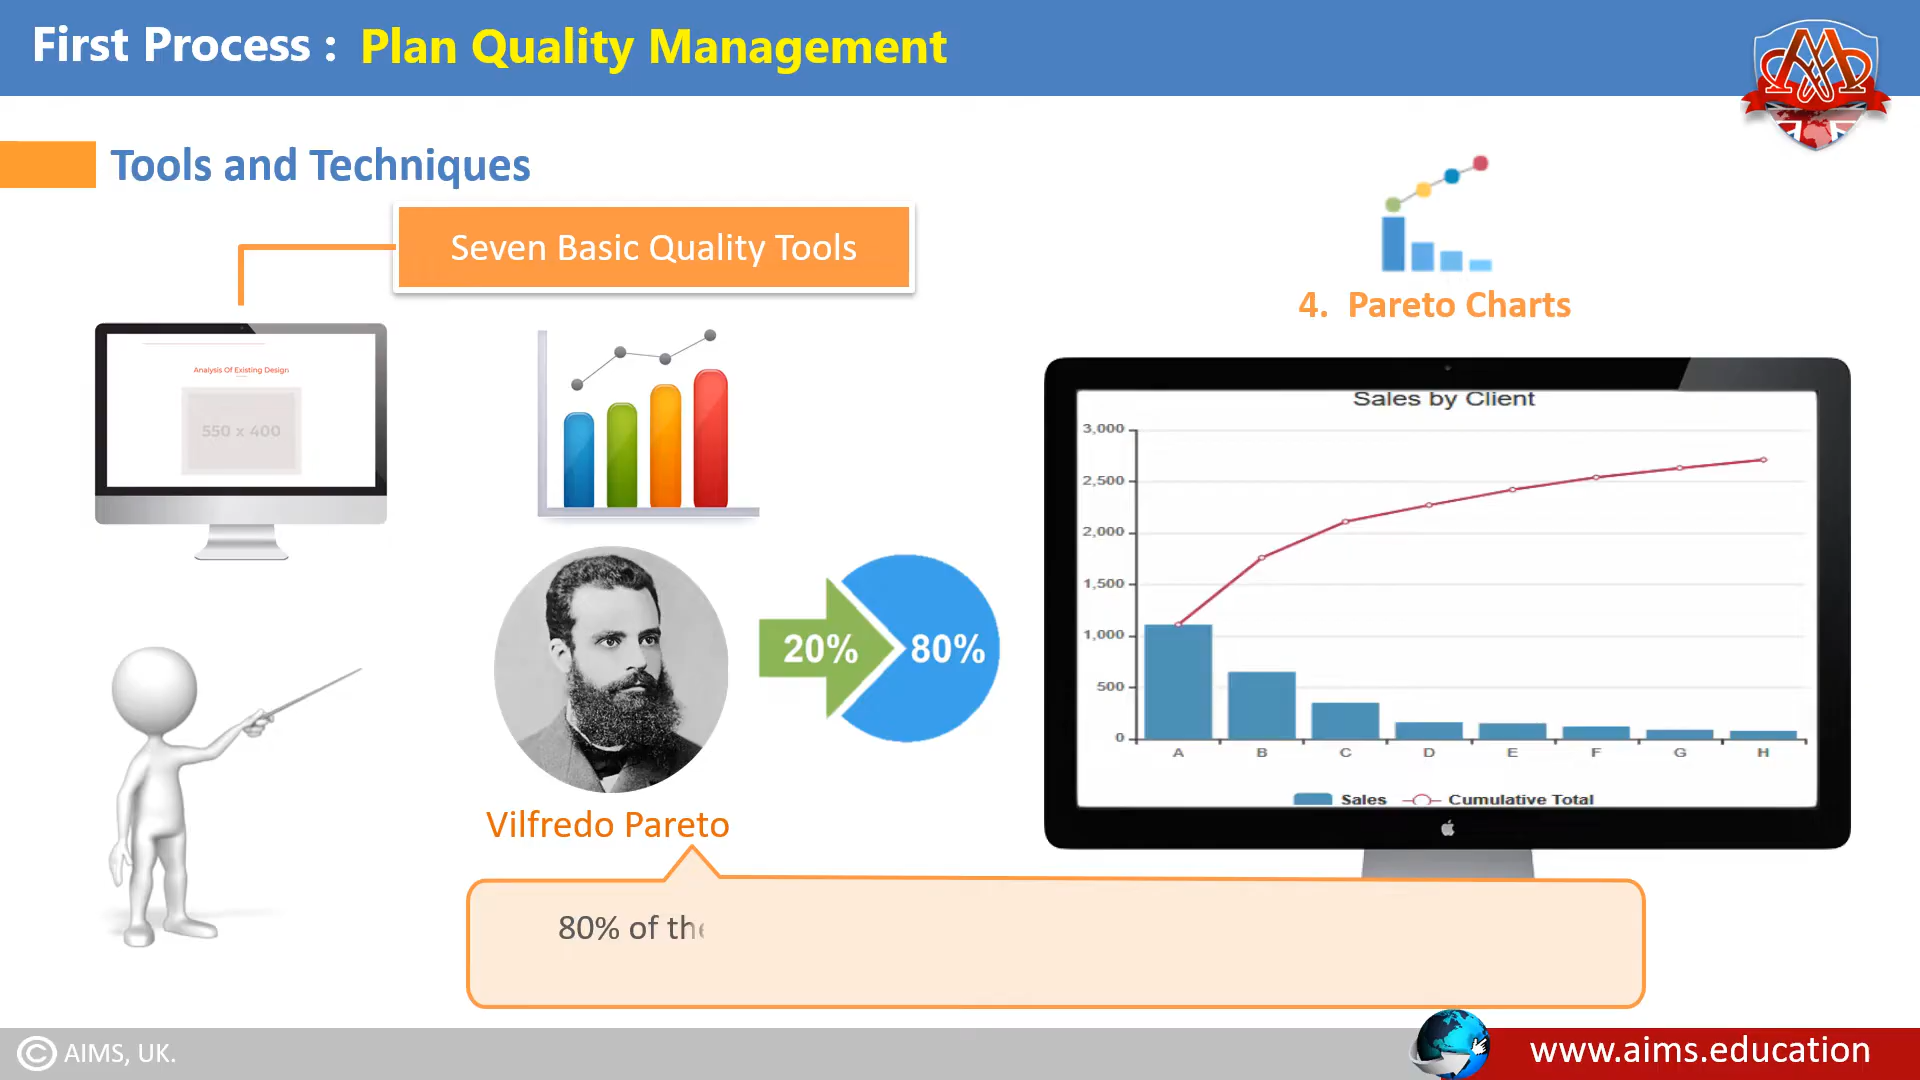 First Process : Plan Quality Management
Tools and Techniques
Seven Basic Quality Tools
4. Pareto Charts
Analysis Of Existing Design
550 x 400
Sales by Client
3,000
2,500
2,000
1,500
1,000
500
0
A B C D E F G H
Sales Cumulative Total
20% 80%
Vilfredo Pareto
80% of the
© AIMS, UK.
www.aims.education